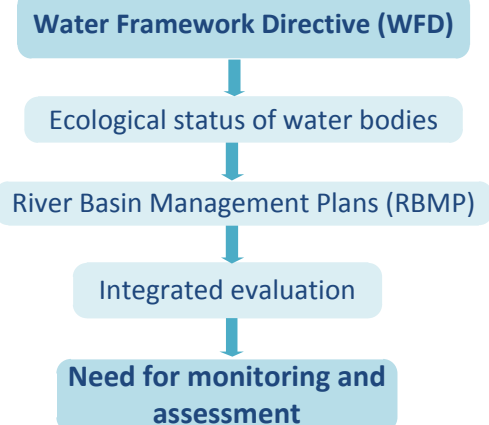 Water Framework Directive (WFD)
Ecological status of water bodies
River Basin Management Plans (RBMP)
Integrated evaluation
Need for monitoring and
assessment